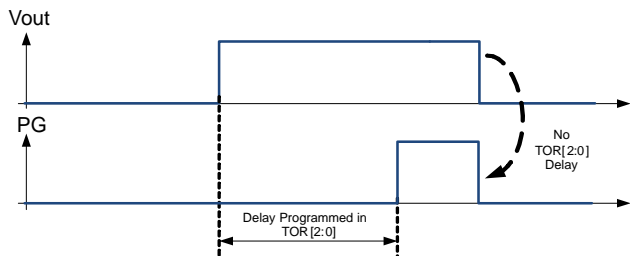 Vout
PG
No
TOR[2:0]
Delay
Delay Programmed in
TOR[2:0]